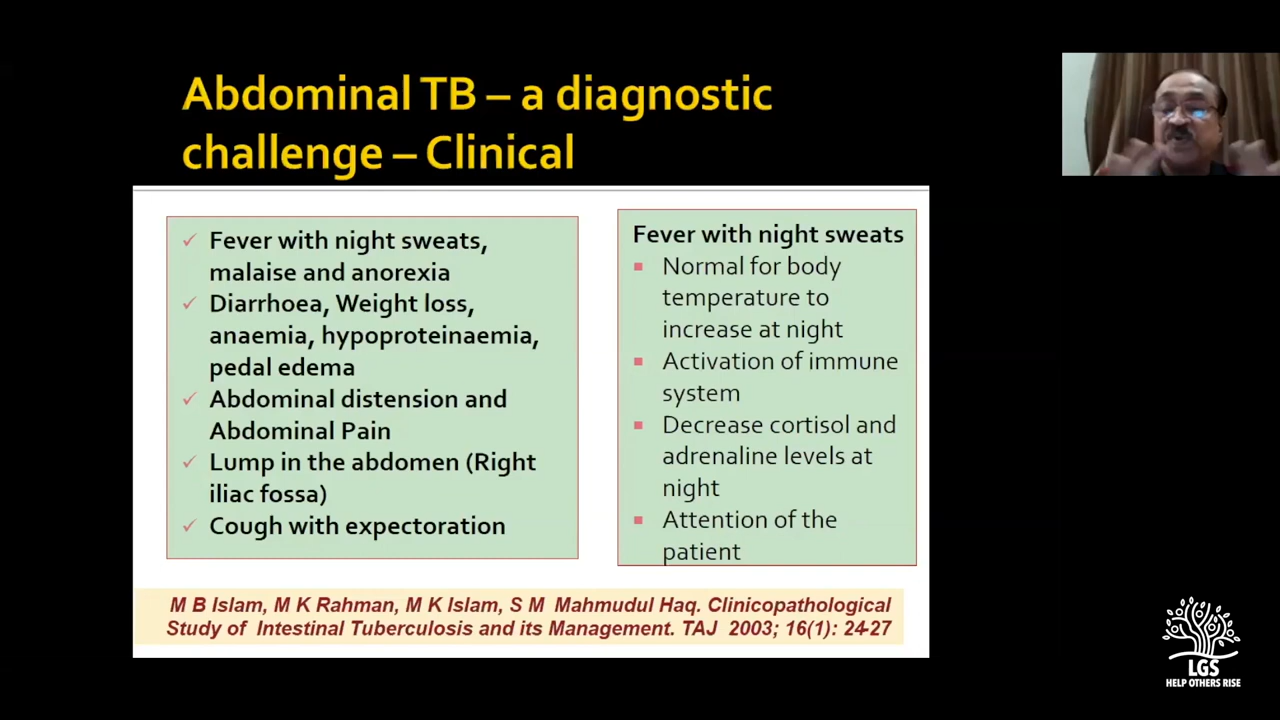 Abdominal TB – a diagnostic
challenge – Clinical
Fever with night sweats,
malaise and anorexia
Diarrhoea, Weight loss,
anaemia, hypoproteinaemia,
pedal edema
Abdominal distension and
Abdominal Pain
Lump in the abdomen (Right
iliac fossa)
Cough with expectoration
Fever with night sweats
Normal for body
temperature to
increase at night
Activation of immune
system
Decrease cortisol and
adrenaline levels at
night
Attention of the
patient
M B Islam, M K Rahman, M K Islam, S M Mahmudul Haq. Clinicopathological
Study of Intestinal Tuberculosis and its Management. TAJ 2003; 16(1): 24-27
LGS
HELP OTHERS RISE